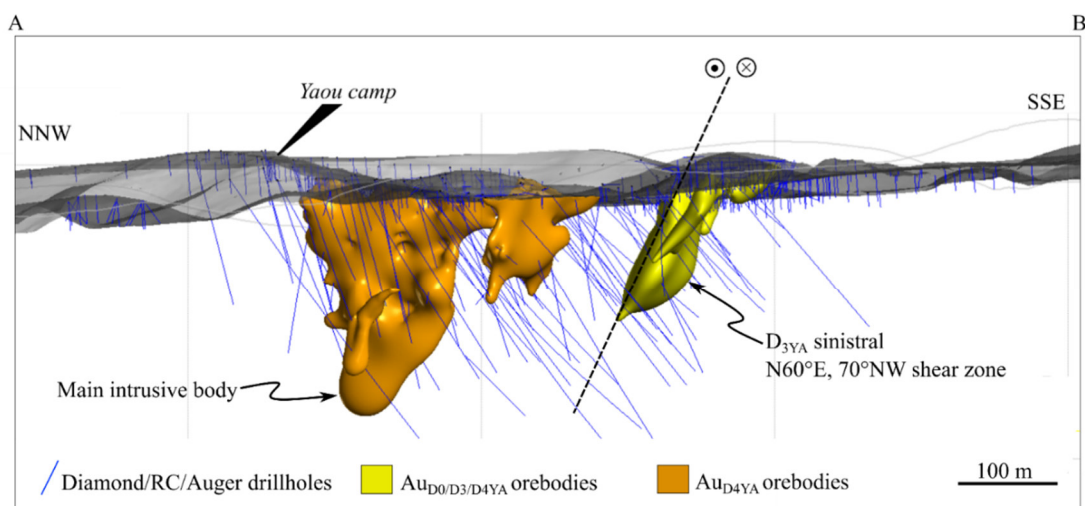 A
B
Yaou camp
NNW
SSE
D3YA sinistral
N60°E, 70°NW shear zone
Main intrusive body
Diamond/RC/Auger drillholes
AuD0/D3/D4YA orebodies
AuD4YA orebodies
100 m